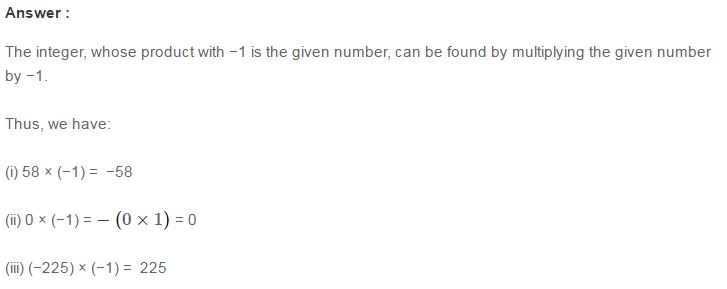 Answer :
The integer, whose product with −1 is the given number, can be found by multiplying the given number
by −1.
Thus, we have:
(i) 58 × (−1) = −58
(ii) 0 × (−1) = − (0 × 1) = 0
(iii) (−225) × (−1) = 225